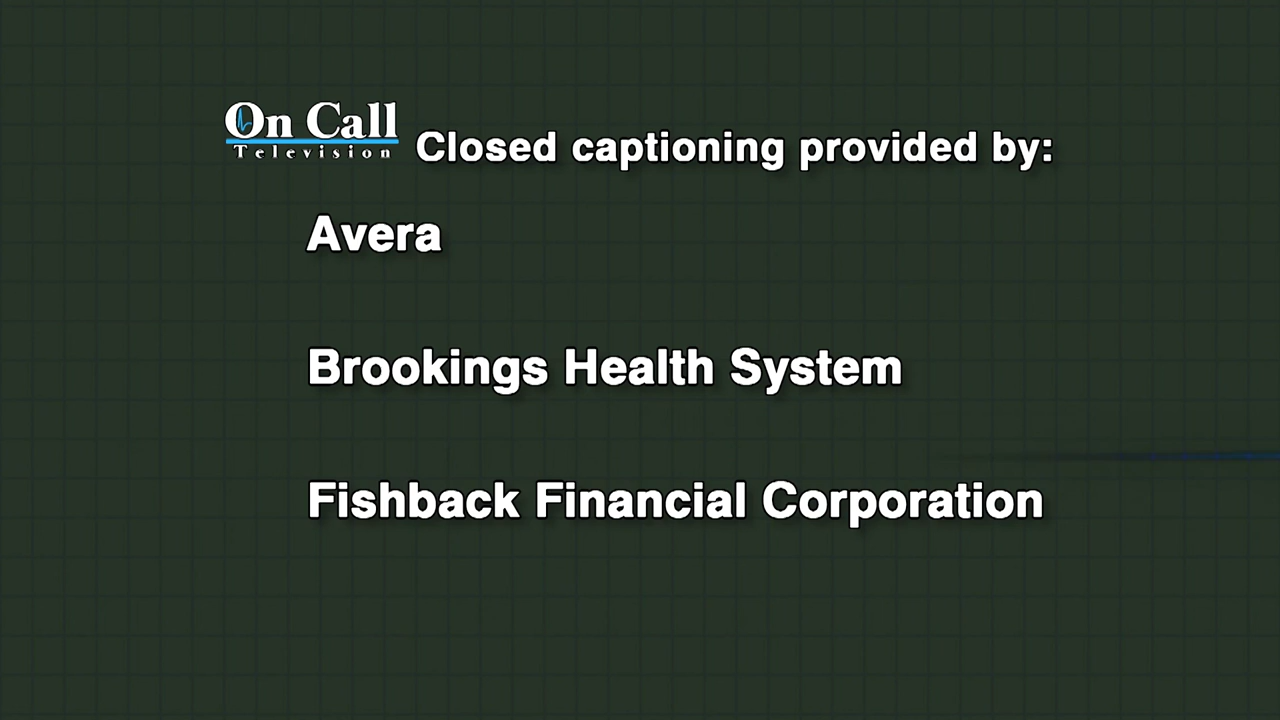 On Call
Television
Closed captioning provided by:
Avera
Brookings Health System
Fishback Financial Corporation